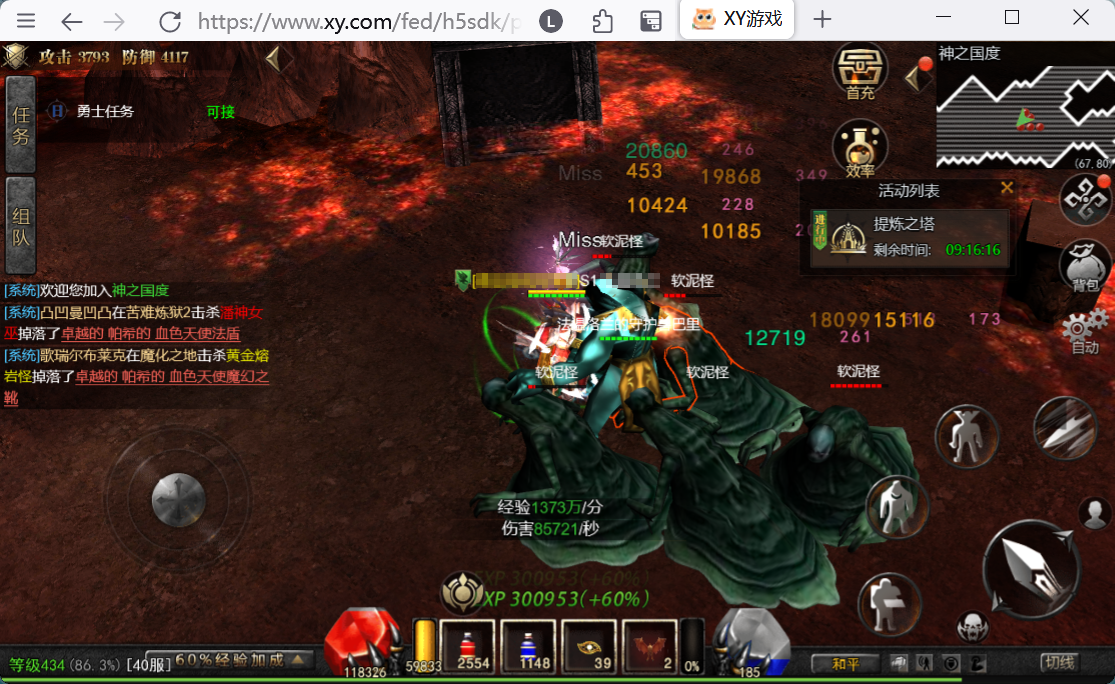 https://www.xy.com/fed/h5sdk/p
L
XY游戏
攻击 3793 防御 4117
神之国度
首充
任务
勇士任务
可接
效率
(67, 80)
20860
246
Miss
453
19868
349
活动列表
10424
228
进行中
提炼之塔
10185
剩余时间:
09:16:16
组队
Miss
软泥怪
S1
软泥怪
背包
[系统]欢迎您加入神之国度
[系统]凸凹曼凹凸在苦难炼狱2击杀潘神女
巫掉落了卓越的 帕希的 血色天使法盾
[系统]歌瑞尔布莱克在魔化之地击杀黄金熔
岩怪掉落了卓越的 帕希的 血色天使魔幻之
靴
18099
15116
173
12719
261
自动
软泥怪
软泥怪
软泥怪
经验1373万/分
伤害85721/秒
EXP 300953(+60%)
XP 300953(+60%)
等级434 (86.3%) [40服]
60%经验加成
118326
59833
2554
1148
39
2
0%
185
和平
切线